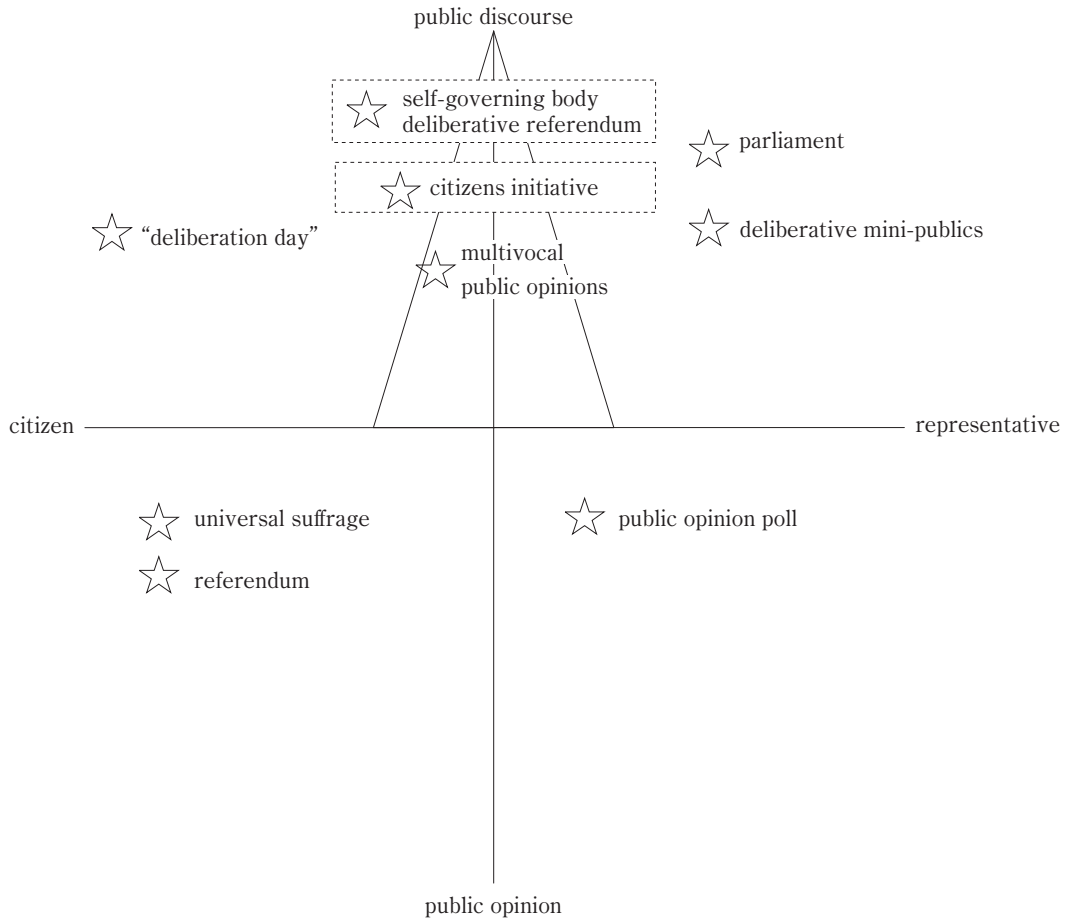 public discourse
self-governing body
deliberative referendum
parliament
citizens initiative
“deliberation day”
deliberative mini-publics
multivocal
public opinions
citizen
representative
universal suffrage
public opinion poll
referendum
public opinion